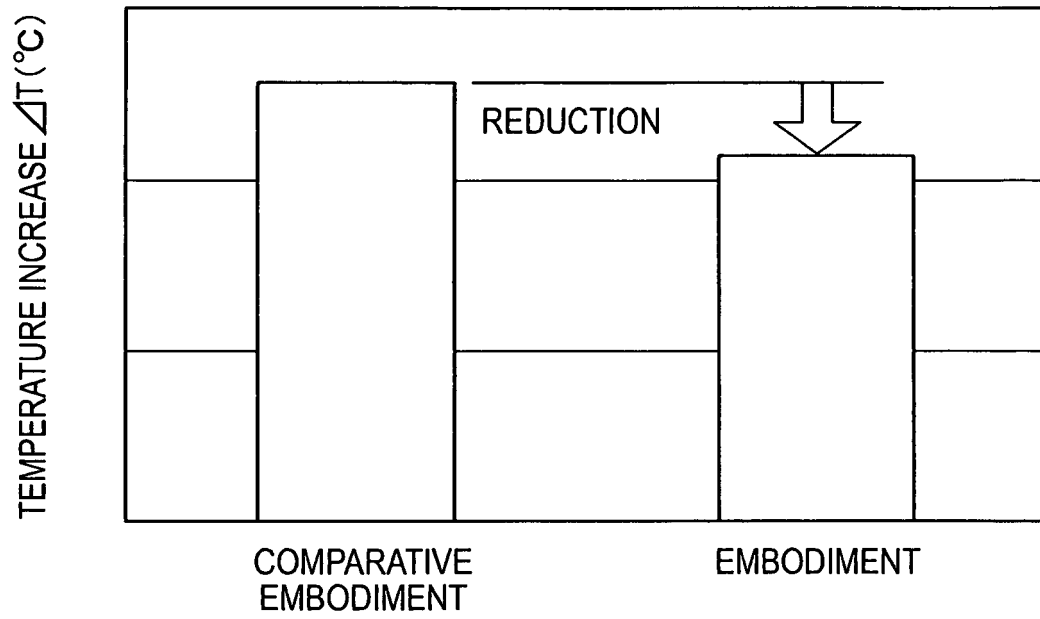 TEMPERATURE INCREASE ⊿T(°C)
REDUCTION
COMPARATIVE
EMBODIMENT
EMBODIMENT